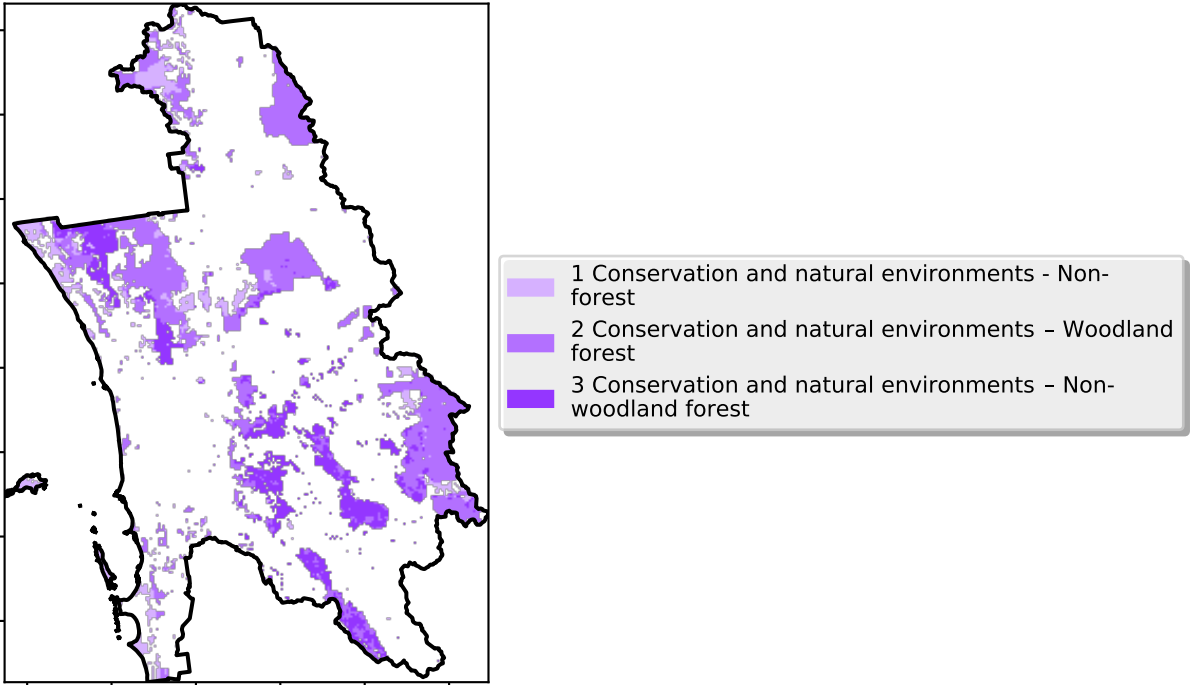 1 Conservation and natural environments - Non-
forest
2 Conservation and natural environments – Woodland
forest
3 Conservation and natural environments – Non-
woodland forest